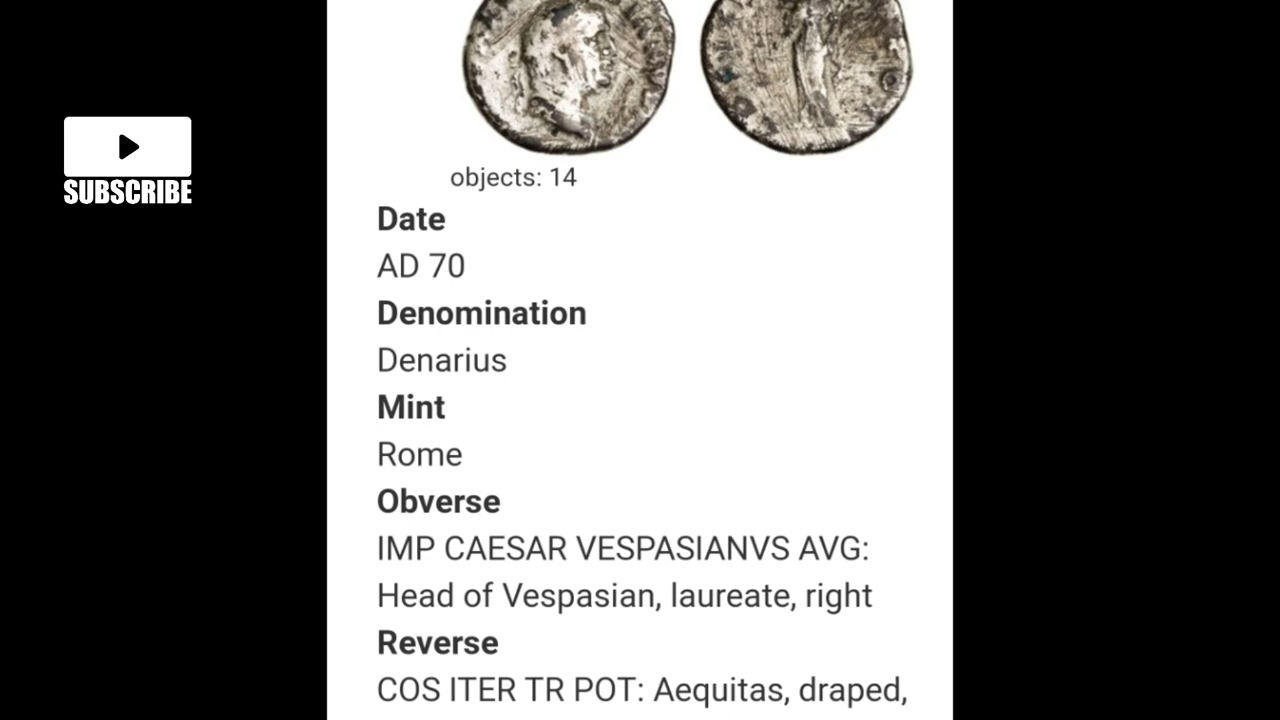 SUBSCRIBE
objects: 14
Date
AD 70
Denomination
Denarius
Mint
Rome
Obverse
IMP CAESAR VESPASIANVS AVG:
Head of Vespasian, laureate, right
Reverse
COS ITER TR POT: Aequitas, draped,